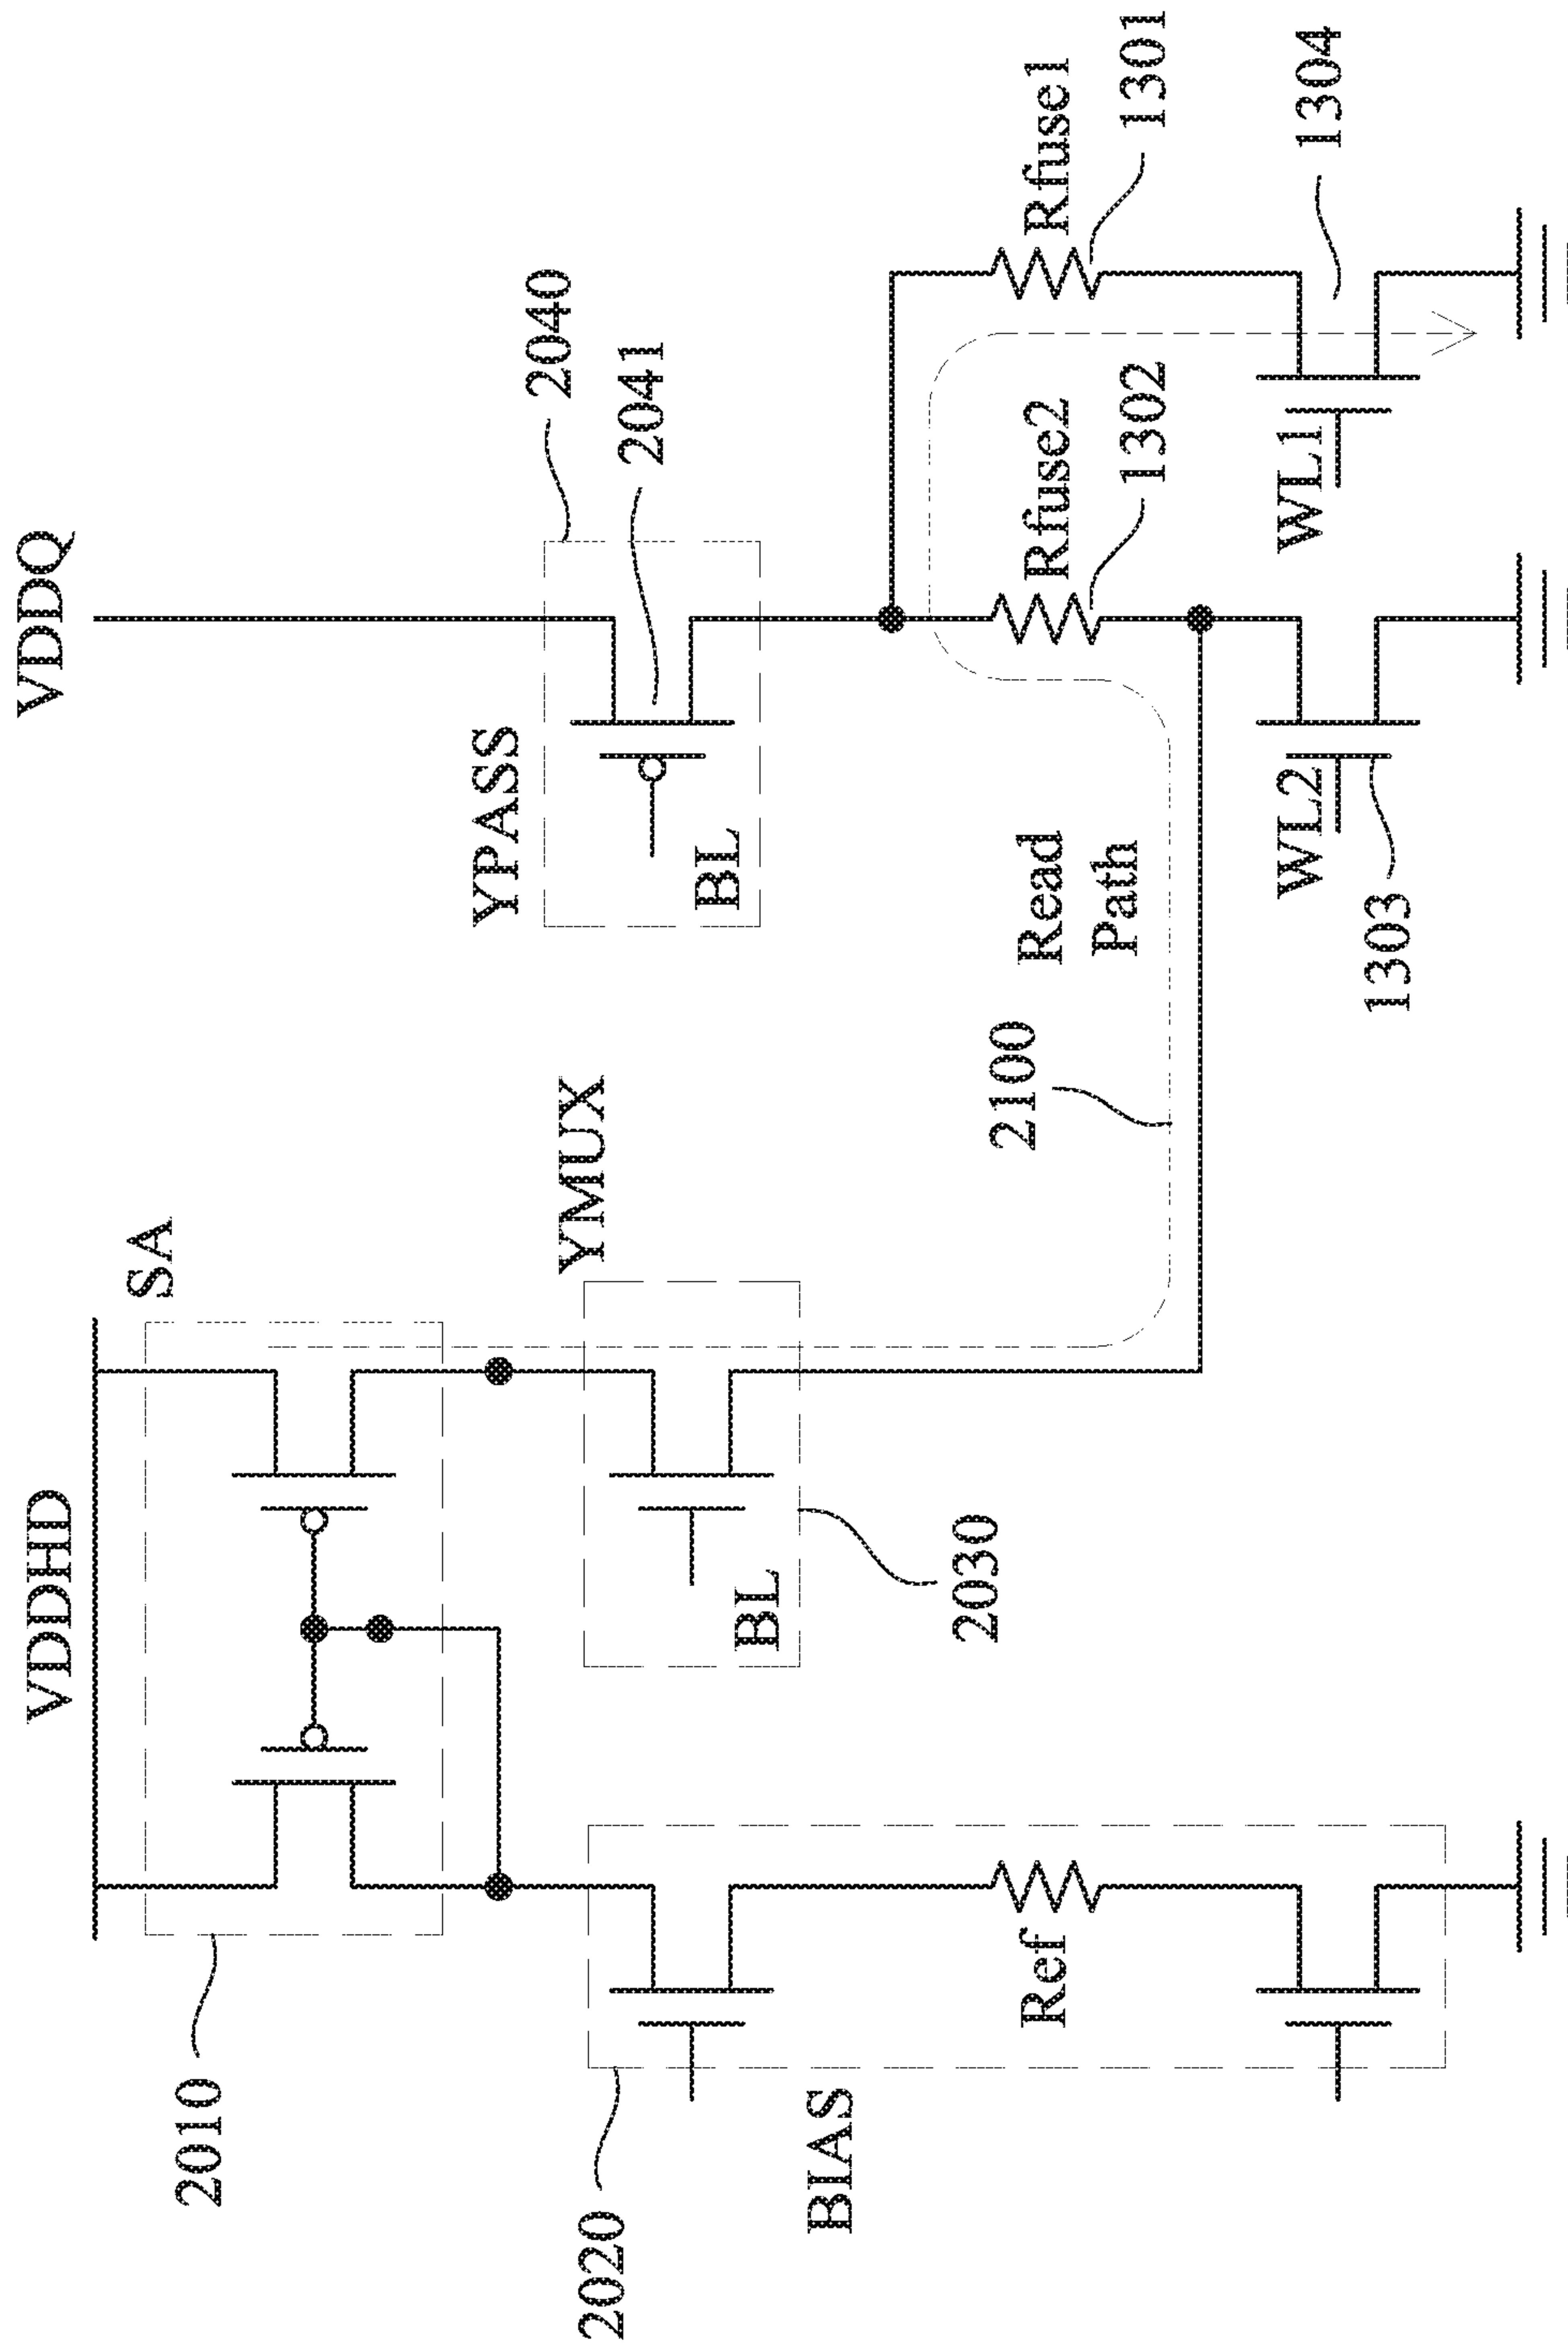 VDDHD
VDDQ
SA
2010
YMUX
YPASS
2040
2041
BL
BL
2020
BIAS
2030
Ref
2100
Read
Path
Rfuse2
1302
Rfuse1
1301
WL2
1303
WL1
1304